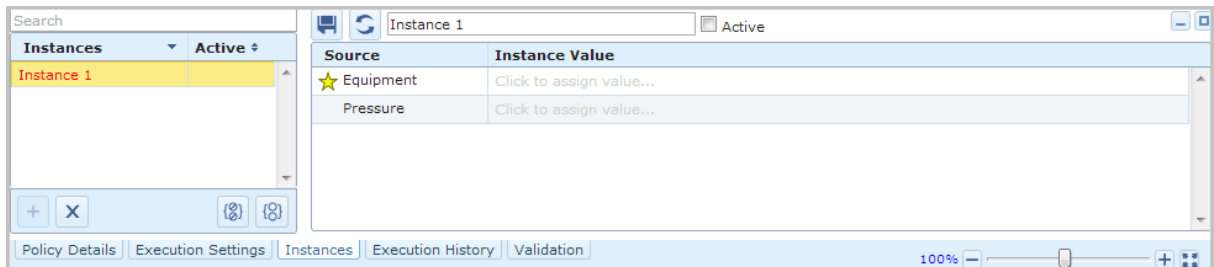 Search
Instances Active
Instance 1
Instance 1 Active
Source Instance Value
Equipment Click to assign value...
Pressure Click to assign value...
Policy Details Execution Settings Instances Execution History Validation
100%